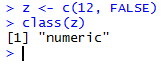 > z <- c(12, FALSE)
> class(z)
[1] "numeric"
> |